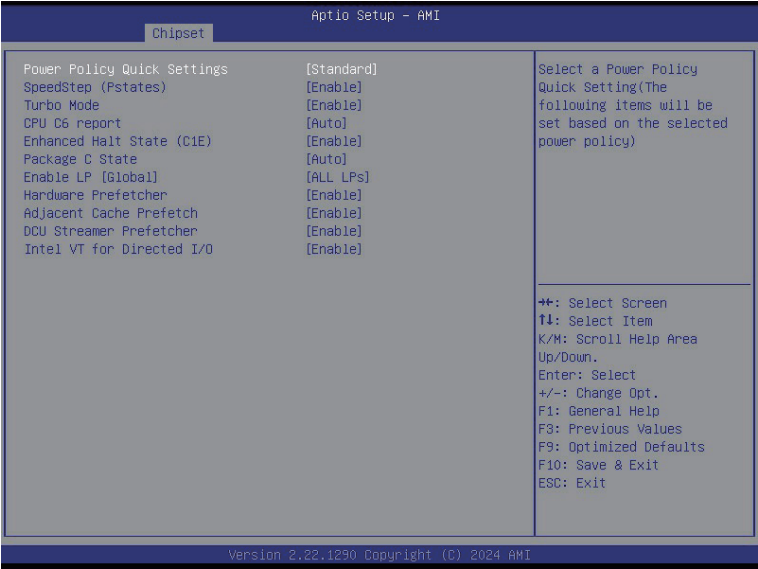 Aptio Setup – AMI
Chipset
Power Policy Quick Settings [Standard]
SpeedStep (Pstates) [Enable]
Turbo Mode [Enable]
CPU C6 report [Auto]
Enhanced Halt State (C1E) [Enable]
Package C State [Auto]
Enable LP [Global] [ALL LPs]
Hardware Prefetcher [Enable]
Adjacent Cache Prefetch [Enable]
DCU Streamer Prefetcher [Enable]
Intel VT for Directed I/O [Enable]
Select a Power Policy
Quick Setting(The
following items will be
set based on the selected
power policy)
→←: Select Screen
↑↓: Select Item
K/M: Scroll Help Area
Up/Down.
Enter: Select
+/-: Change Opt.
F1: General Help
F3: Previous Values
F9: Optimized Defaults
F10: Save & Exit
ESC: Exit
Version 2.22.1290 Copyright (C) 2024 AMI